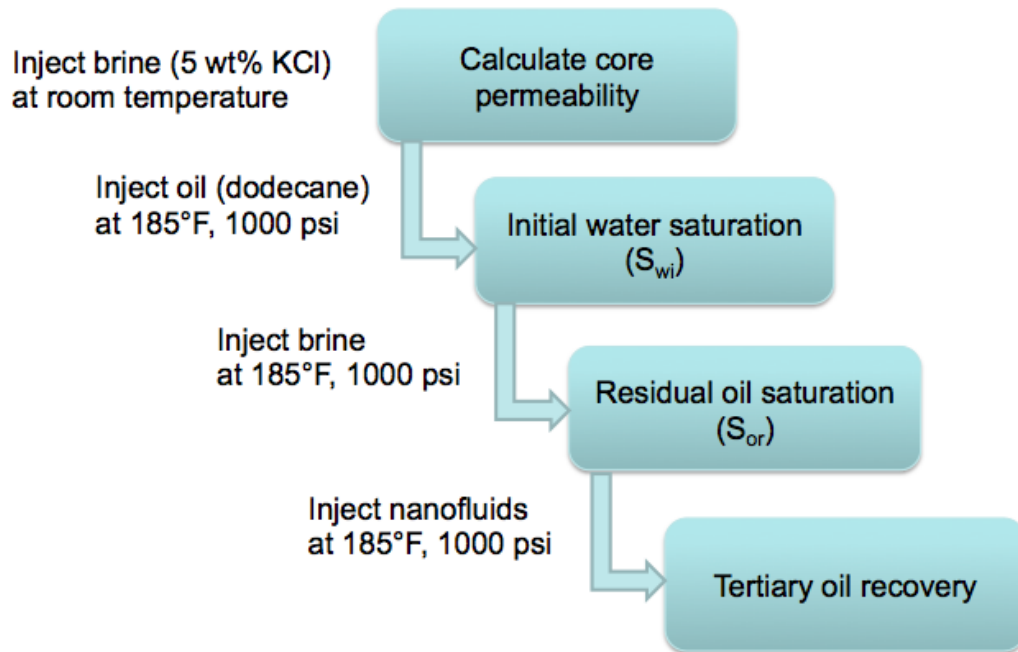 Inject brine (5 wt% KCl)
at room temperature
Calculate core
permeability
Inject oil (dodecane)
at 185°F, 1000 psi
Initial water saturation
(Swi)
Inject brine
at 185°F, 1000 psi
Residual oil saturation
(Sor)
Inject nanofluids
at 185°F, 1000 psi
Tertiary oil recovery